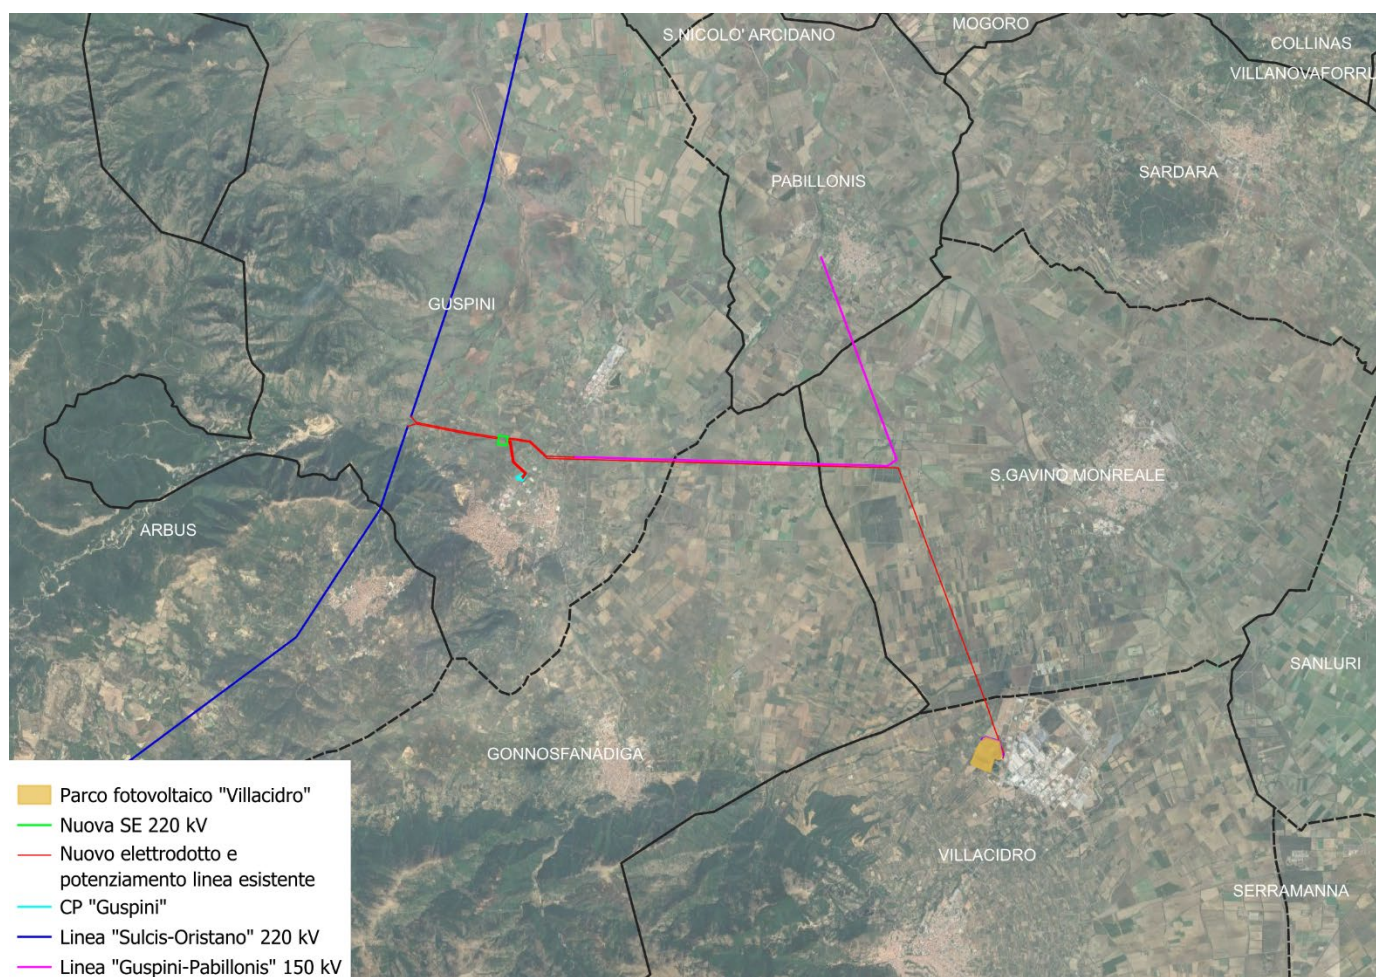 MOGORO
S.NICOLO' ARCIDANO
COLLINAS
VILLANOVAFORRU
SARDARA
PABILLONIS
GUSPINI
S.GAVINO MONREALE
ARBUS
SANLURI
GONNOSFANADIGA
VILLACIDRO
SERRAMANNA
Parco fotovoltaico "Villacidro"
Nuova SE 220 kV
Nuovo elettrodotto e
potenziamento linea esistente
CP "Guspini"
Linea "Sulcis-Oristano" 220 kV
Linea "Guspini-Pabillonis" 150 kV